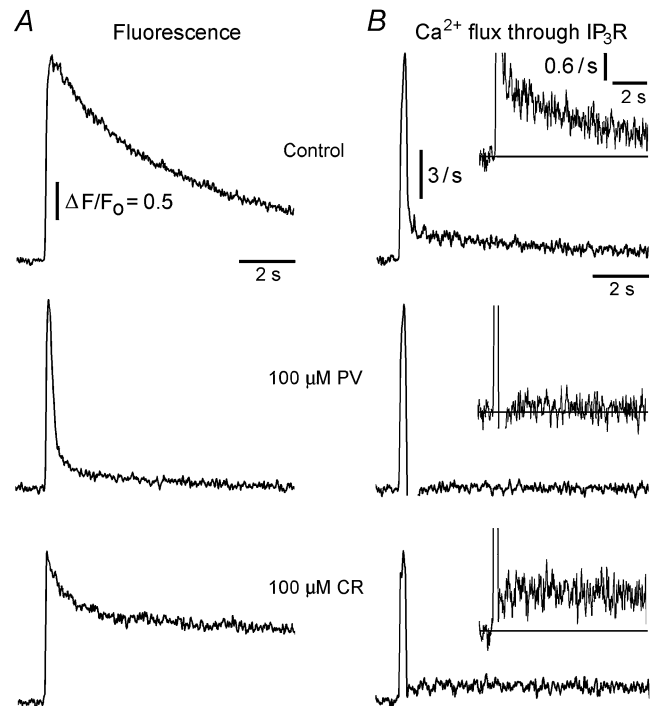 A
Fluorescence
B
Ca2+ flux through IP3R
0.6 / s
2 s
Control
ΔF/Fo = 0.5
3 / s
2 s
2 s
100 µM PV
100 µM CR